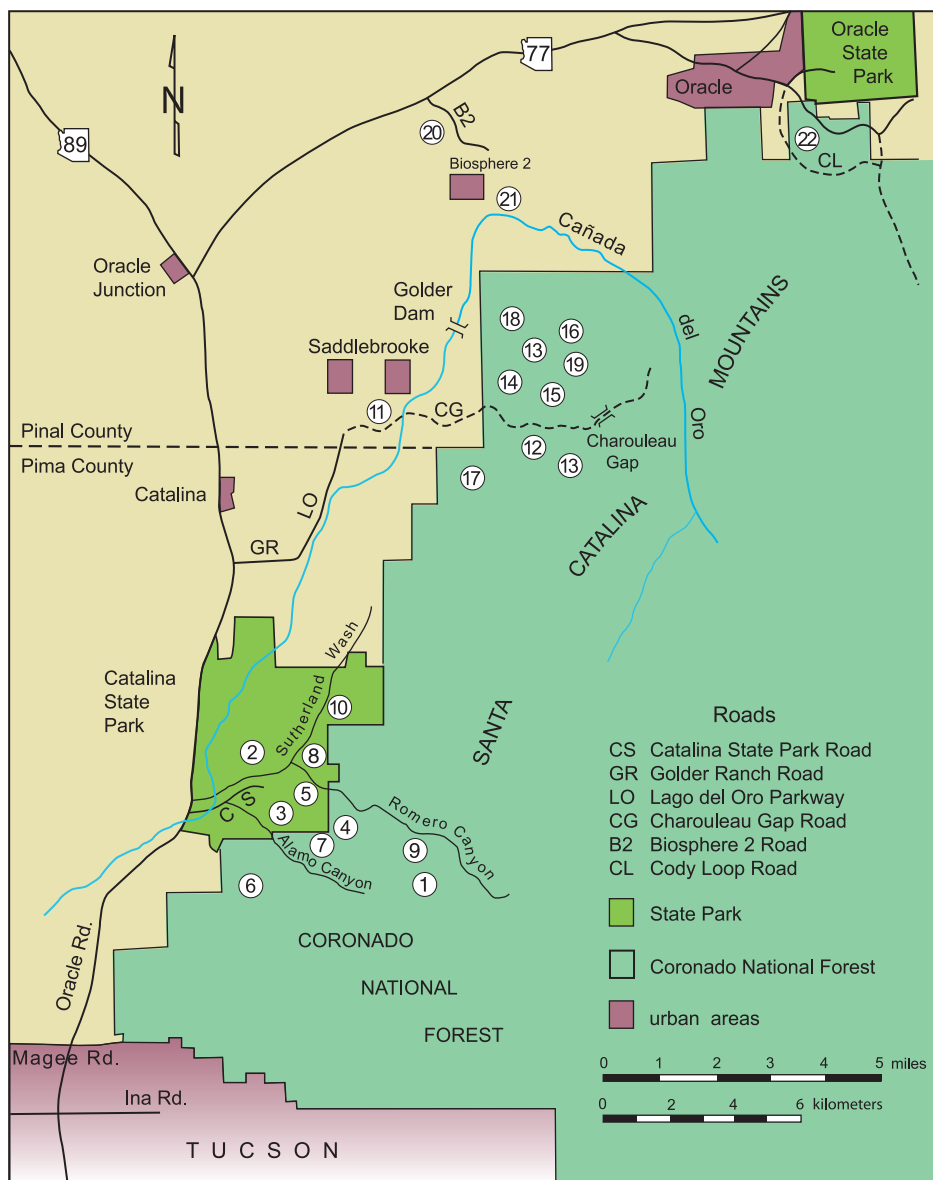 Oracle
State
Park
77
N
Oracle
B2
20
89
22
CL
Biosphere 2
21
Cañada
Oracle
Junction
Golder
Dam
del
MOUNTAINS
18
16
13
Saddlebrooke
19
14
15
11
CG
Oro
Pinal County
Charouleau
Gap
12
Pima County
13
17
Catalina
LO
CATALINA
GR
Wash
Catalina
State
Park
Sutherland
10
SANTA
Roads
2
8
CS Catalina State Park Road
GR Golder Ranch Road
LO Lago del Oro Parkway
CG Charouleau Gap Road
B2 Biosphere 2 Road
CL Cody Loop Road
5
C S
3
4
Romero Canyon
7
9
Alamo Canyon
6
1
State Park
CORONADO
NATIONAL
FOREST
Coronado National Forest
Oracle Rd.
urban areas
Magee Rd.
0 1 2 3 4 5 miles
Ina Rd.
0 2 4 6 kilometers
TUCSON